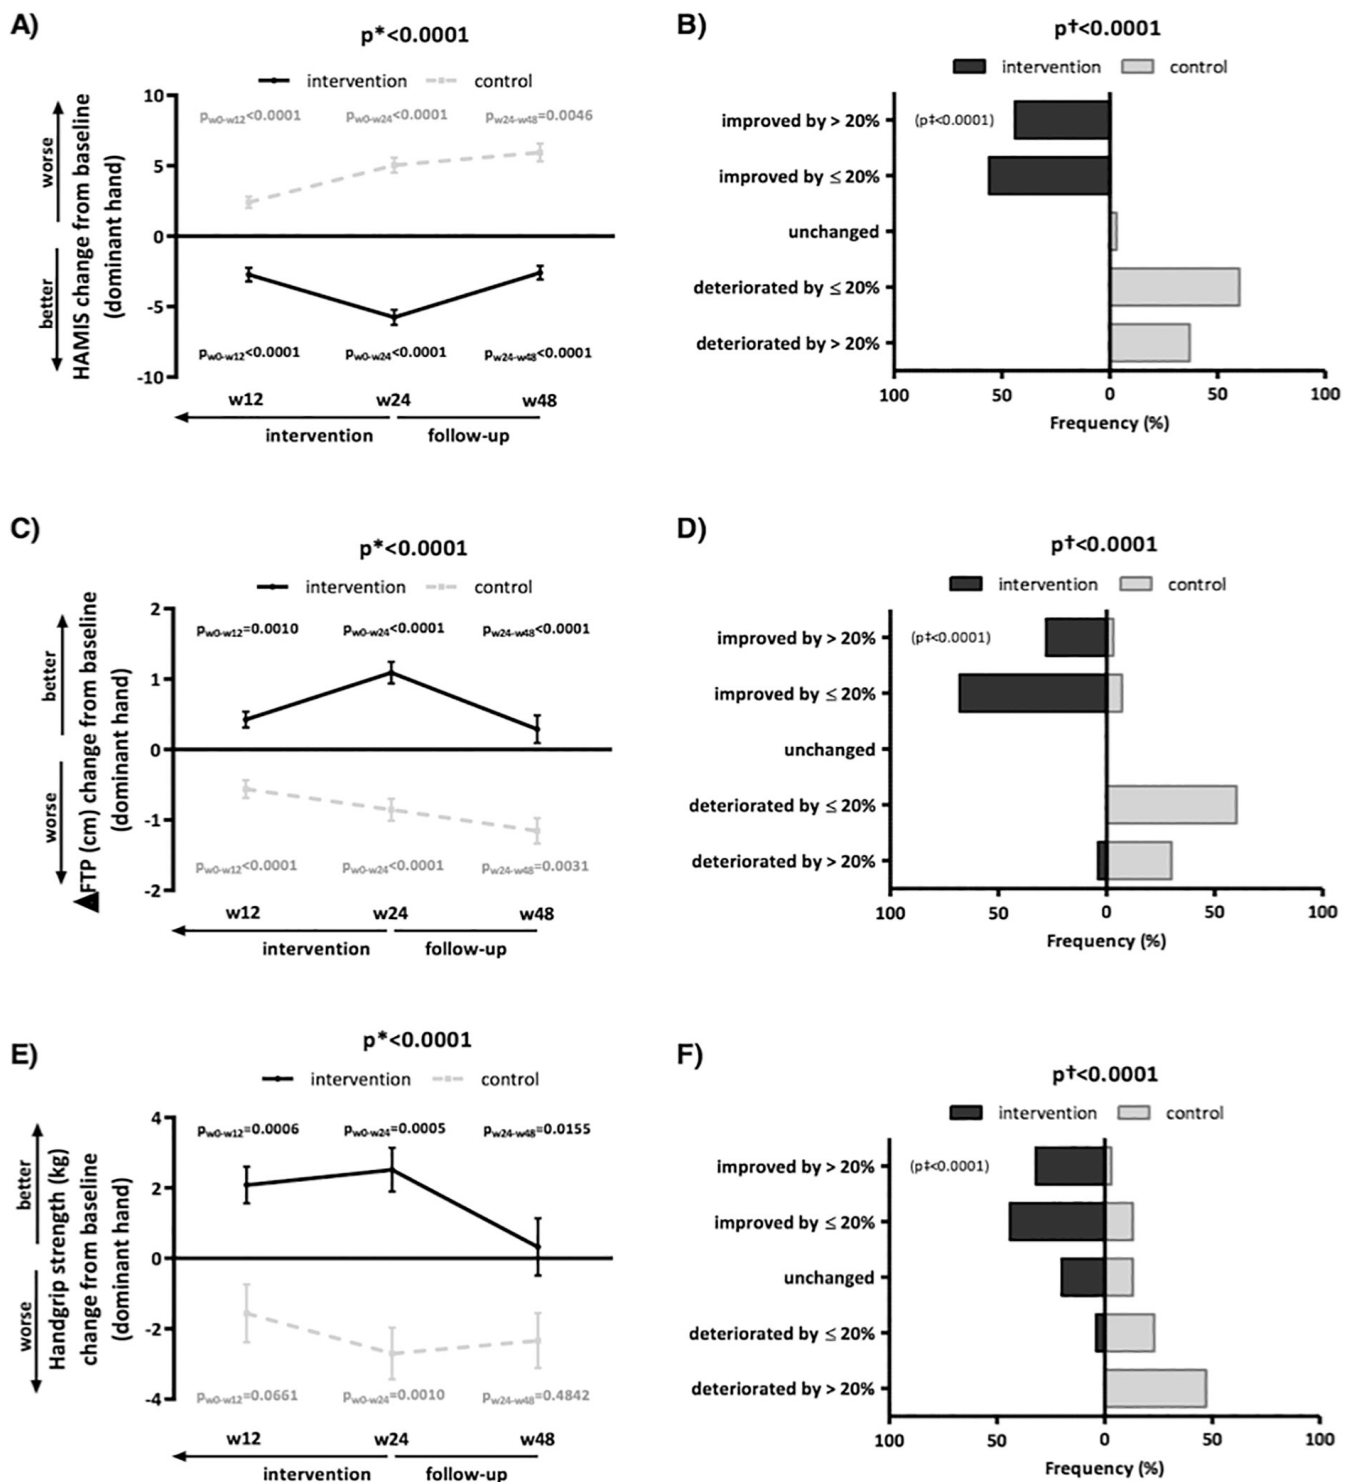 A)
p*<0.0001
intervention control
worse
better
HAMIS change from baseline
(dominant hand)
10
5
0
-5
-10
pw0-w12<0.0001 pw0-w24<0.0001 pw24-w48=0.0046
pw0-w12<0.0001 pw0-w24<0.0001 pw24-w48<0.0001
w12 w24 w48
intervention follow-up
B)
p†<0.0001
intervention control
improved by > 20% (p‡<0.0001)
improved by ≤ 20%
unchanged
deteriorated by ≤ 20%
deteriorated by > 20%
100 50 0 50 100
Frequency (%)
C)
p*<0.0001
intervention control
better
worse
▲FTP (cm) change from baseline
(dominant hand)
2
1
0
-1
-2
pw0-w12=0.0010 pw0-w24<0.0001 pw24-w48<0.0001
pw0-w12<0.0001 pw0-w24<0.0001 pw24-w48=0.0031
w12 w24 w48
intervention follow-up
D)
p†<0.0001
intervention control
improved by > 20% (p‡<0.0001)
improved by ≤ 20%
unchanged
deteriorated by ≤ 20%
deteriorated by > 20%
100 50 0 50 100
Frequency (%)
E)
p*<0.0001
intervention control
better
worse
Handgrip strength (kg)
change from baseline
(dominant hand)
4
2
0
-2
-4
pw0-w12=0.0006 pw0-w24=0.0005 pw24-w48=0.0155
pw0-w12=0.0661 pw0-w24=0.0010 pw24-w48=0.4842
w12 w24 w48
intervention follow-up
F)
p†<0.0001
intervention control
improved by > 20% (p‡<0.0001)
improved by ≤ 20%
unchanged
deteriorated by ≤ 20%
deteriorated by > 20%
100 50 0 50 100
Frequency (%)